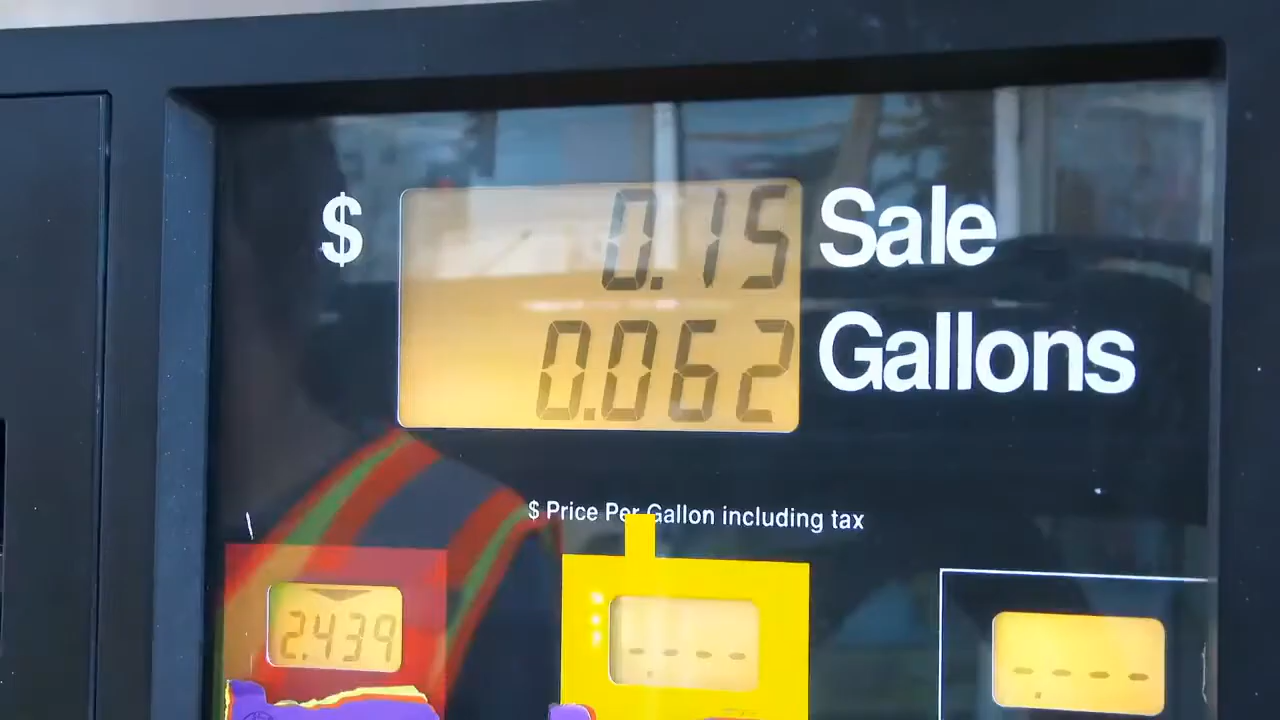 $ 0.15 Sale
0.062 Gallons
$ Price Per Gallon including tax
2.439
- - - -
- - - -